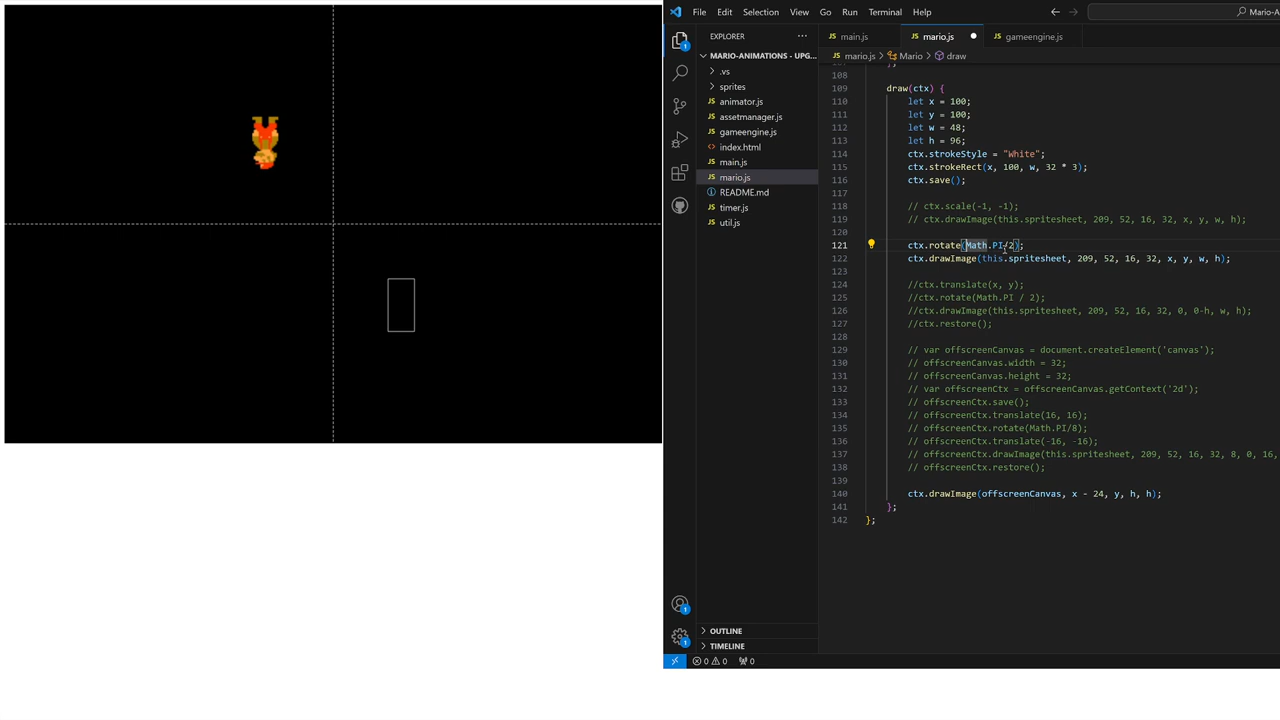 File Edit Selection View Go Run Terminal Help
Mario-A
EXPLORER
main.js
mario.js
gameengine.js
MARIO-ANIMATIONS - UPG...
mario.js > Mario > draw
.vs
sprites
animator.js
assetmanager.js
gameengine.js
index.html
main.js
mario.js
README.md
timer.js
util.js
OUTLINE
TIMELINE
1
1
0 0 0
108
109 draw(ctx) {
110 let x = 100;
111 let y = 100;
112 let w = 48;
113 let h = 96;
114 ctx.strokeStyle = "White";
115 ctx.strokeRect(x, 100, w, 32 * 3);
116 ctx.save();
117
118 // ctx.scale(-1, -1);
119 // ctx.drawImage(this.spritesheet, 209, 52, 16, 32, x, y, w, h);
120
121 ctx.rotate(Math.PI/2);
122 ctx.drawImage(this.spritesheet, 209, 52, 16, 32, x, y, w, h);
123
124 //ctx.translate(x, y);
125 //ctx.rotate(Math.PI / 2);
126 //ctx.drawImage(this.spritesheet, 209, 52, 16, 32, 0, 0-h, w, h);
127 //ctx.restore();
128
129 // var offscreenCanvas = document.createElement('canvas');
130 // offscreenCanvas.width = 32;
131 // offscreenCanvas.height = 32;
132 // var offscreenCtx = offscreenCanvas.getContext('2d');
133 // offscreenCtx.save();
134 // offscreenCtx.translate(16, 16);
135 // offscreenCtx.rotate(Math.PI/8);
136 // offscreenCtx.translate(-16, -16);
137 // offscreenCtx.drawImage(this.spritesheet, 209, 52, 16, 32, 8, 0, 16,
138 // offscreenCtx.restore();
139
140 ctx.drawImage(offscreenCanvas, x - 24, y, h, h);
141 };
142 };